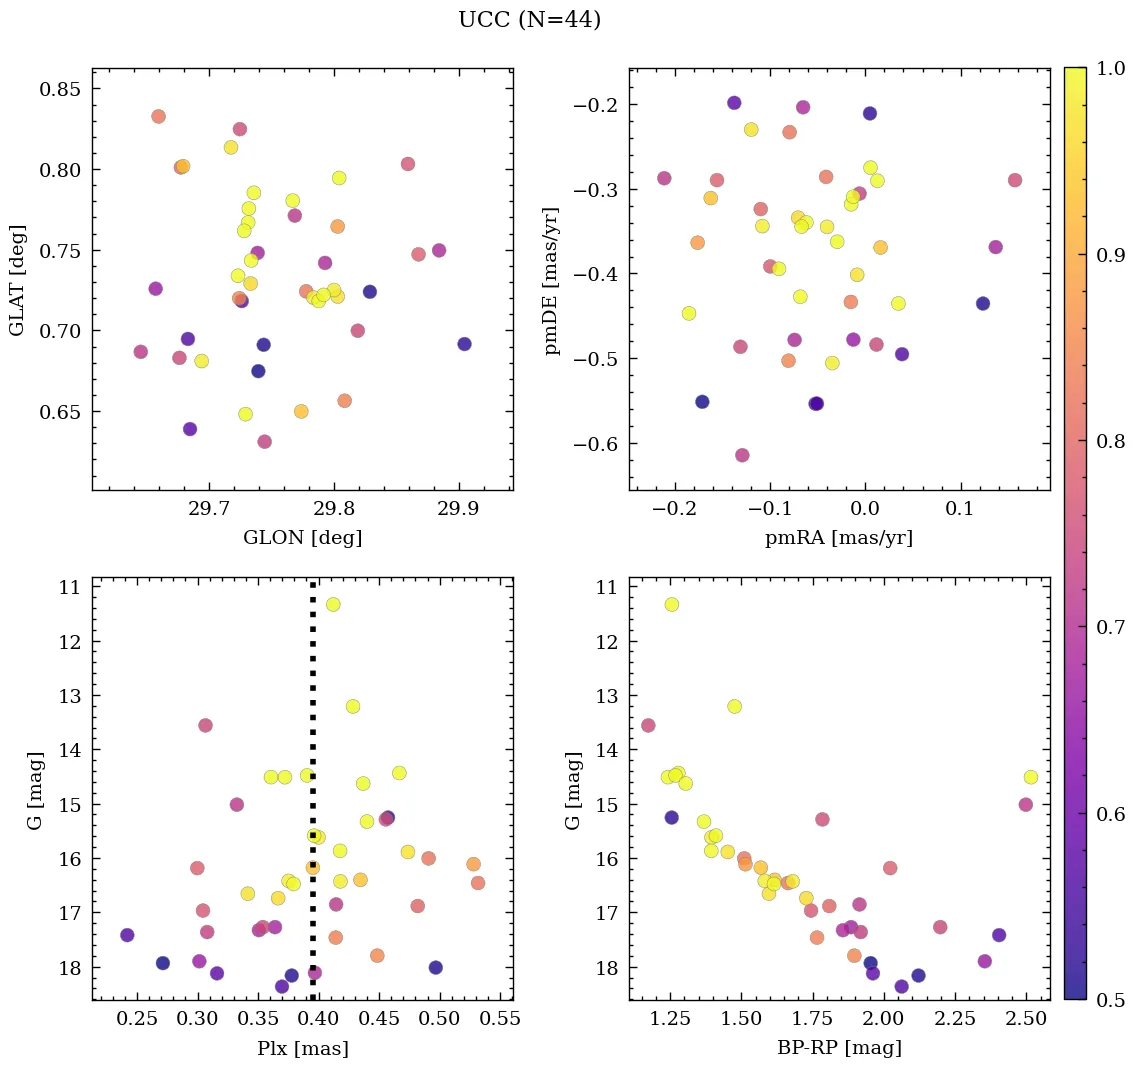 UCC (N=44)
0.85
0.80
0.75
0.70
0.65
GLAT [deg]
29.7 29.8 29.9
GLON [deg]
−0.2
−0.3
−0.4
−0.5
−0.6
pmDE [mas/yr]
−0.2 −0.1 0.0 0.1
pmRA [mas/yr]
11
12
13
14
15
16
17
18
G [mag]
0.25 0.30 0.35 0.40 0.45 0.50 0.55
Plx [mas]
11
12
13
14
15
16
17
18
G [mag]
1.25 1.50 1.75 2.00 2.25 2.50
BP-RP [mag]
1.0
0.9
0.8
0.7
0.6
0.5